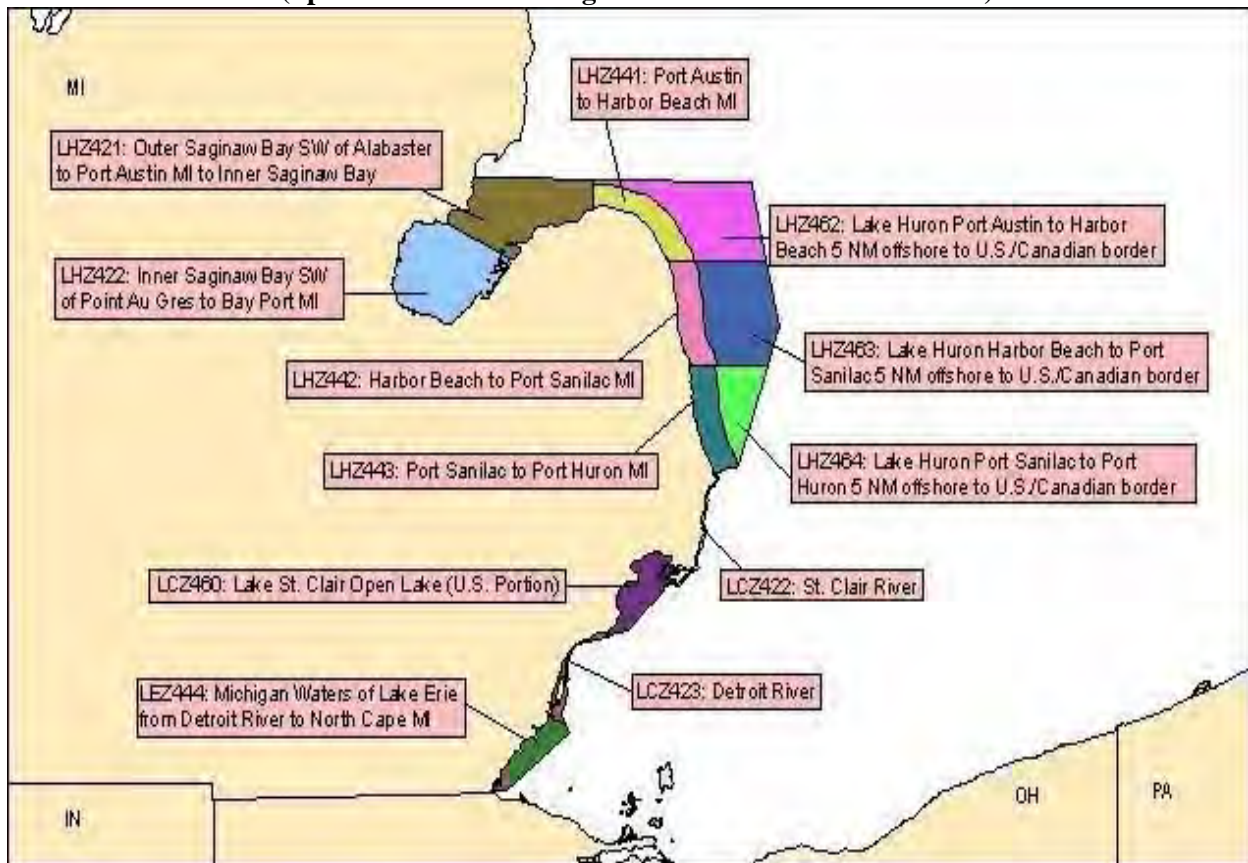 MI
LHZ441: Port Austin
to Harbor Beach MI
LHZ421: Outer Saginaw Bay SW of Alabaster
to Port Austin MI to Inner Saginaw Bay
LHZ462: Lake Huron Port Austin to Harbor
Beach 5 NM offshore to U.S./Canadian border
LHZ422: Inner Saginaw Bay SW
of Point Au Gres to Bay Port MI
LHZ463: Lake Huron Harbor Beach to Port
Sanilac 5 NM offshore to U.S./Canadian border
LHZ442: Harbor Beach to Port Sanilac MI
LHZ443: Port Sanilac to Port Huron MI
LHZ464: Lake Huron Port Sanilac to Port
Huron 5 NM offshore to U.S./Canadian border
LCZ460: Lake St. Clair Open Lake (U.S. Portion)
LCZ422: St. Clair River
LEZ444: Michigan Waters of Lake Erie
from Detroit River to North Cape MI
LCZ423: Detroit River
IN
OH
PA